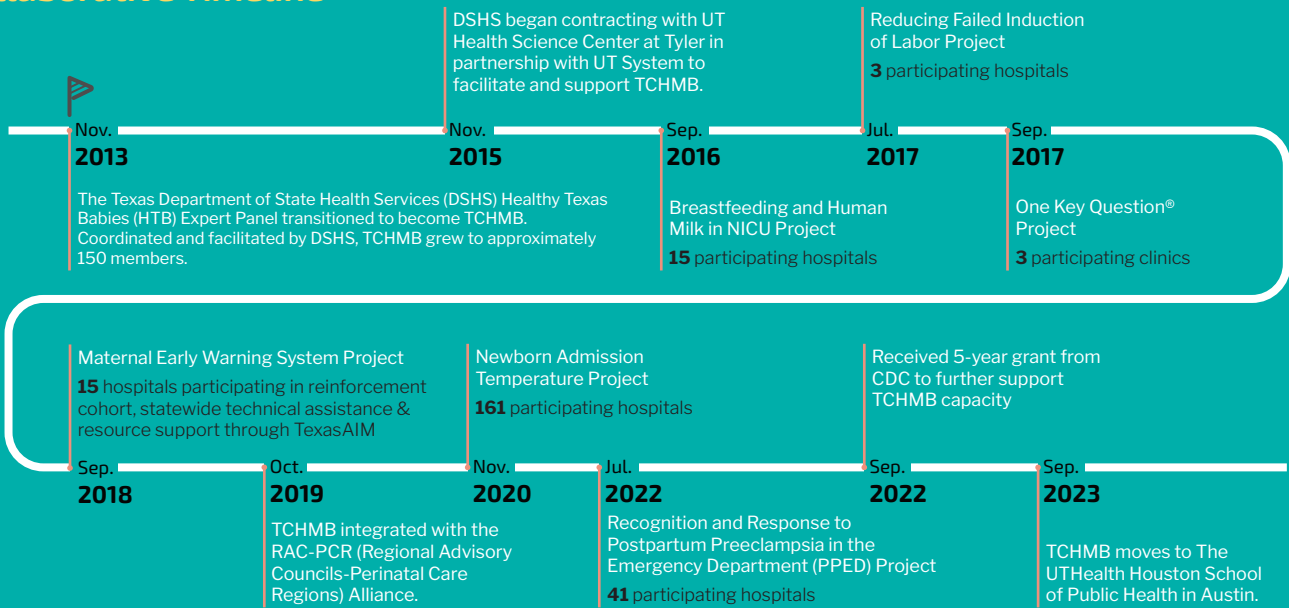 Timeline
DSHS began contracting with UT
Health Science Center at Tyler in
partnership with UT System to
facilitate and support TCHMB.
Reducing Failed Induction
of Labor Project
3 participating hospitals
Nov.
2013
Nov.
2015
Sep.
2016
Jul.
2017
Sep.
2017
The Texas Department of State Health Services (DSHS) Healthy Texas
Babies (HTB) Expert Panel transitioned to become TCHMB.
Coordinated and facilitated by DSHS, TCHMB grew to approximately
150 members.
Breastfeeding and Human
Milk in NICU Project
15 participating hospitals
One Key Question®
Project
3 participating clinics
Maternal Early Warning System Project
15 hospitals participating in reinforcement
cohort, statewide technical assistance &
resource support through TexasAIM
Newborn Admission
Temperature Project
161 participating hospitals
Received 5-year grant from
CDC to further support
TCHMB capacity
Sep.
2018
Oct.
2019
Nov.
2020
Jul.
2022
Sep.
2022
Sep.
2023
TCHMB integrated with the
RAC-PCR (Regional Advisory
Councils-Perinatal Care
Regions) Alliance.
Recognition and Response to
Postpartum Preeclampsia in the
Emergency Department (PPED) Project
41 participating hospitals
TCHMB moves to The
UTHealth Houston School
of Public Health in Austin.